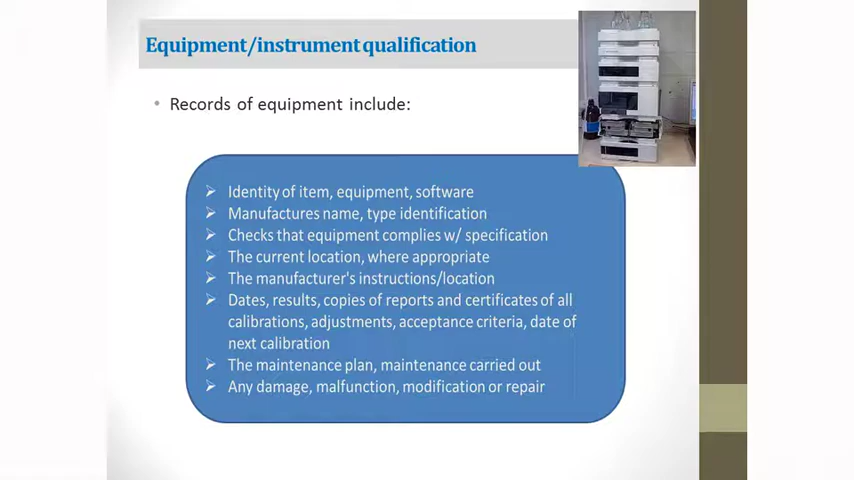 Equipment/instrument qualification
• Records of equipment include:
➢ Identity of item, equipment, software
➢ Manufactures name, type identification
➢ Checks that equipment complies w/ specification
➢ The current location, where appropriate
➢ The manufacturer's instructions/location
➢ Dates, results, copies of reports and certificates of all
calibrations, adjustments, acceptance criteria, date of
next calibration
➢ The maintenance plan, maintenance carried out
➢ Any damage, malfunction, modification or repair